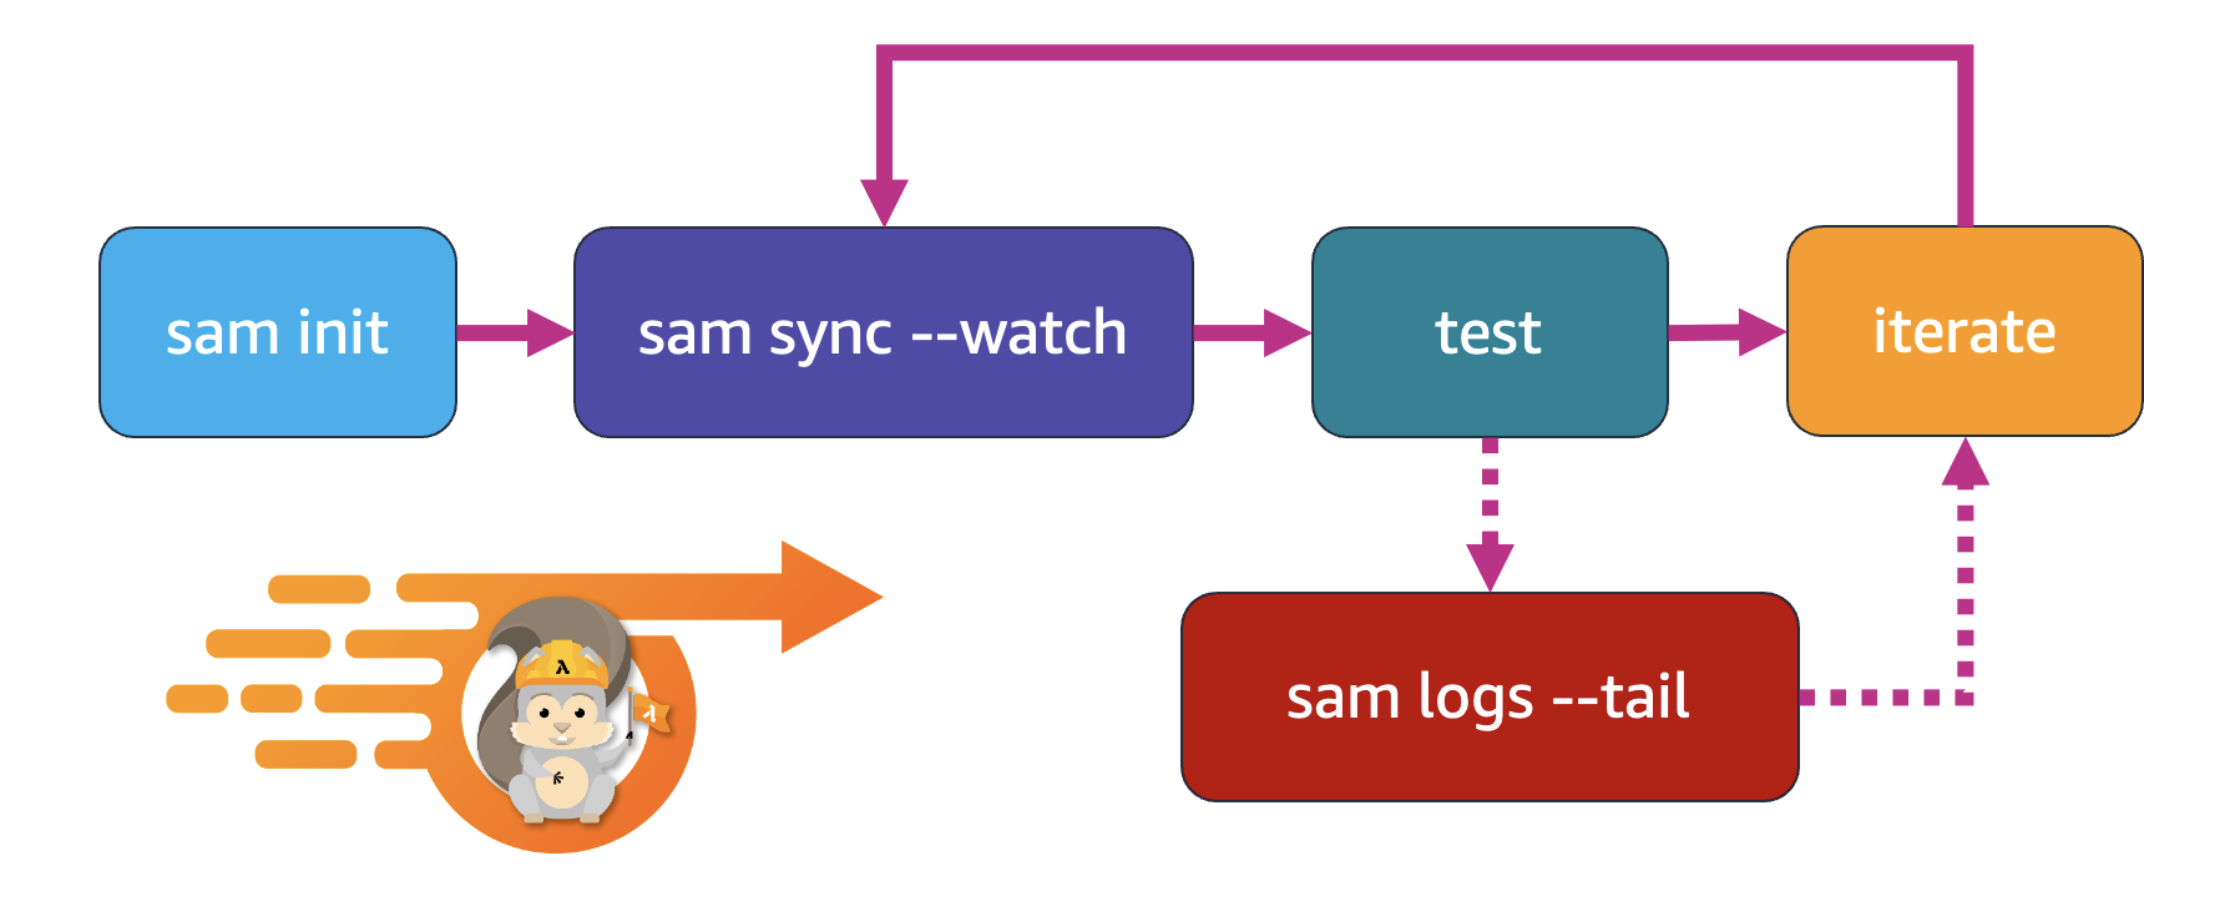 sam init
sam sync --watch
test
iterate
sam logs --tail
λ
λ